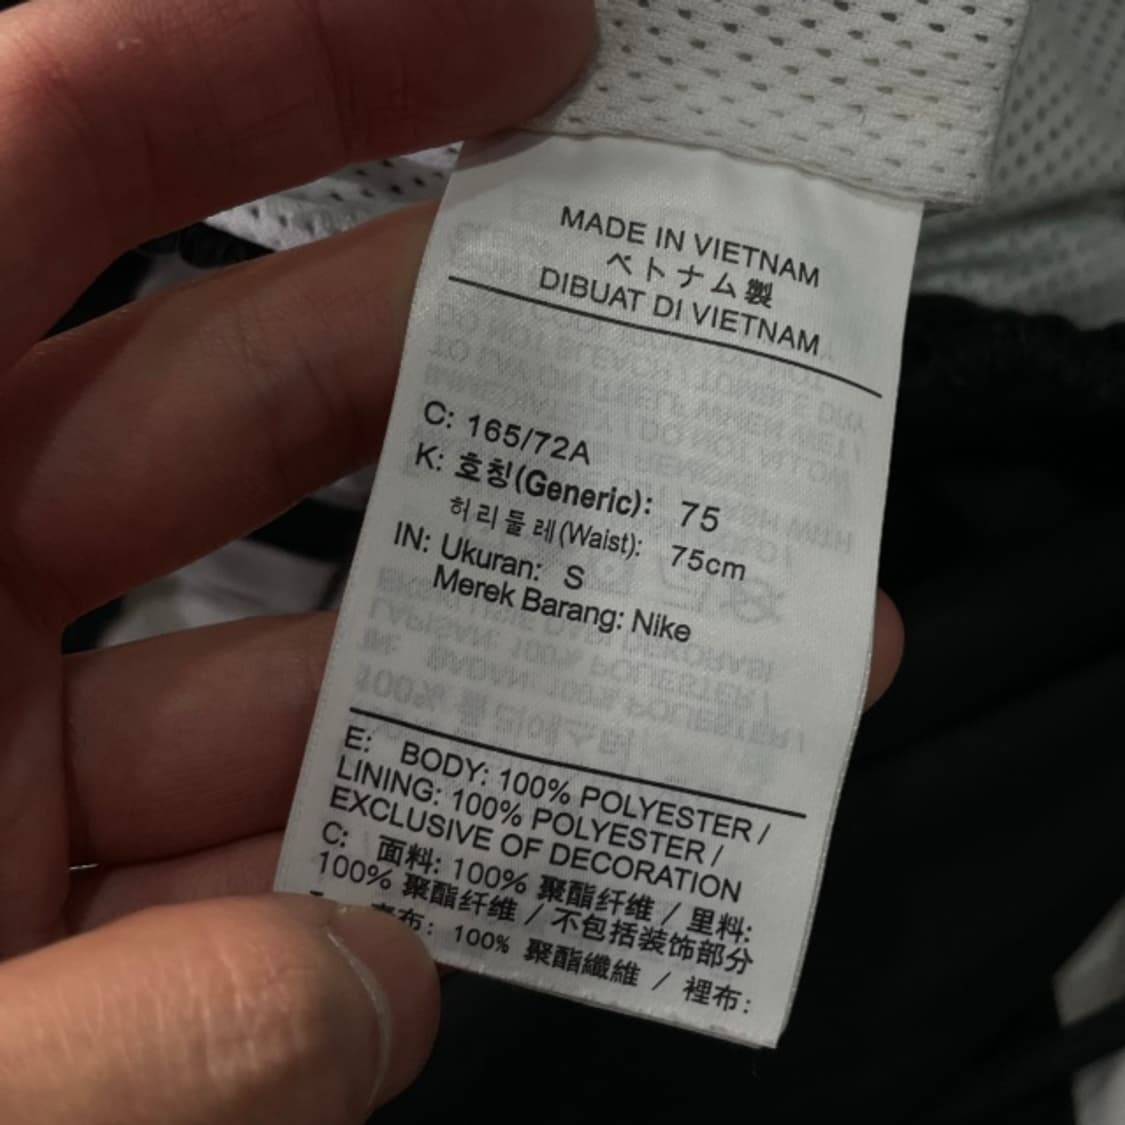 MADE IN VIETNAM
ベトナム製
DIBUAT DI VIETNAM
C: 165/72A
K: 호칭(Generic): 75
허리둘레(Waist): 75cm
IN: Ukuran: S
Merek Barang: Nike
E: BODY: 100% POLYESTER /
LINING: 100% POLYESTER /
EXCLUSIVE OF DECORATION
C: 面料: 100% 聚酯纤维 / 里料:
100% 聚酯纤维 / 不包括装饰部分
布: 100% 聚酯纖維 / 裡布: